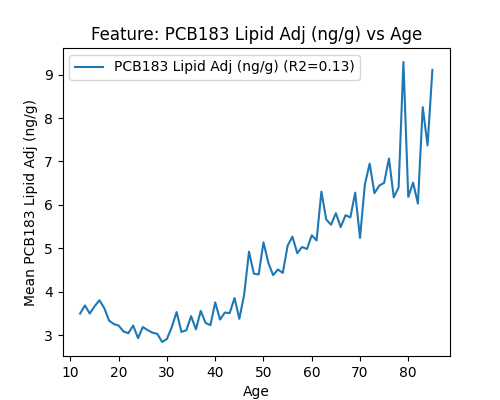 Feature: PCB183 Lipid Adj (ng/g) vs Age
PCB183 Lipid Adj (ng/g) (R2=0.13)
Mean PCB183 Lipid Adj (ng/g)
9
8
7
6
5
4
3
10 20 30 40 50 60 70 80
Age